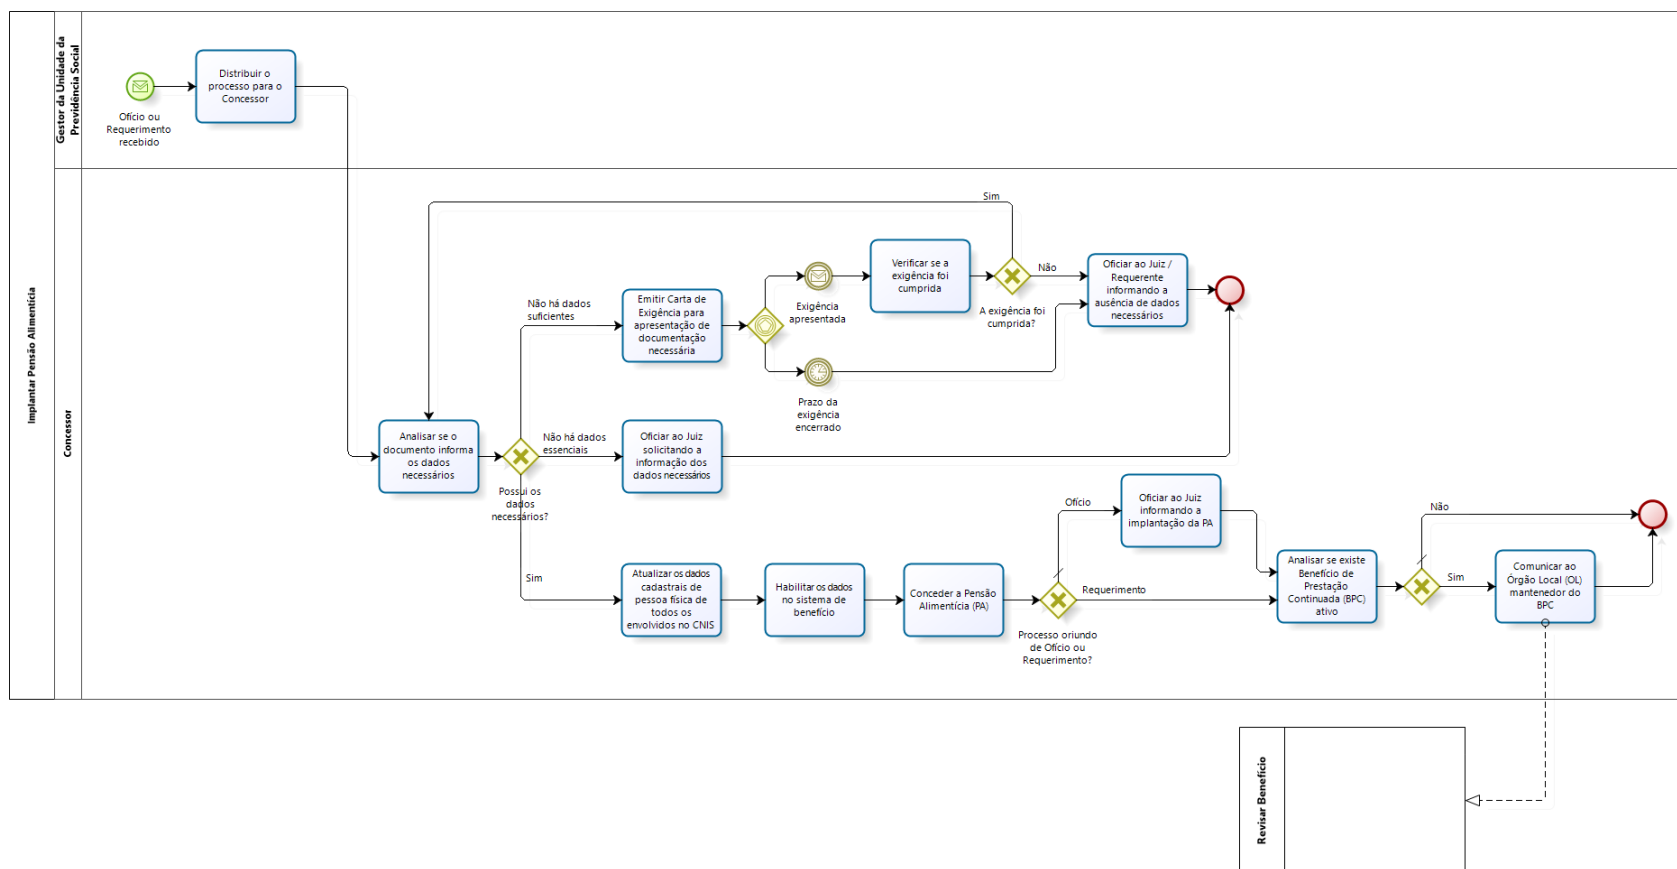 Implantar Pensão Alimentícia
Gestor da Unidade da
Previdência Social
Ofício ou
Requerimento
recebido
Distribuir o
processo para o
Concessor
Concessor
Analisar se o
documento informa
os dados
necessários
Possui os
dados
necessários?
Não há dados
suficientes
Emitir Carta de
Exigência para
apresentação de
documentação
necessária
Exigência
apresentada
Prazo da
exigência
encerrado
Verificar se a
exigência foi
cumprida
A exigência foi
cumprida?
Sim
Não
Oficiar ao Juiz /
Requerente
informando a
ausência de dados
necessários
Não há dados
essenciais
Oficiar ao Juiz
solicitando a
informação dos
dados necessários
Sim
Atualizar os dados
cadastrais de
pessoa física de
todos os
envolvidos no CNIS
Habilitar os dados
no sistema de
benefício
Conceder a Pensão
Alimentícia (PA)
Processo oriundo
de Ofício ou
Requerimento?
Ofício
Oficiar ao Juiz
informando a
implantação da PA
Requerimento
Analisar se existe
Benefício de
Prestação
Continuada (BPC)
ativo
Não
Sim
Comunicar ao
Órgão Local (OL)
mantenedor do
BPC
Revisar Benefício